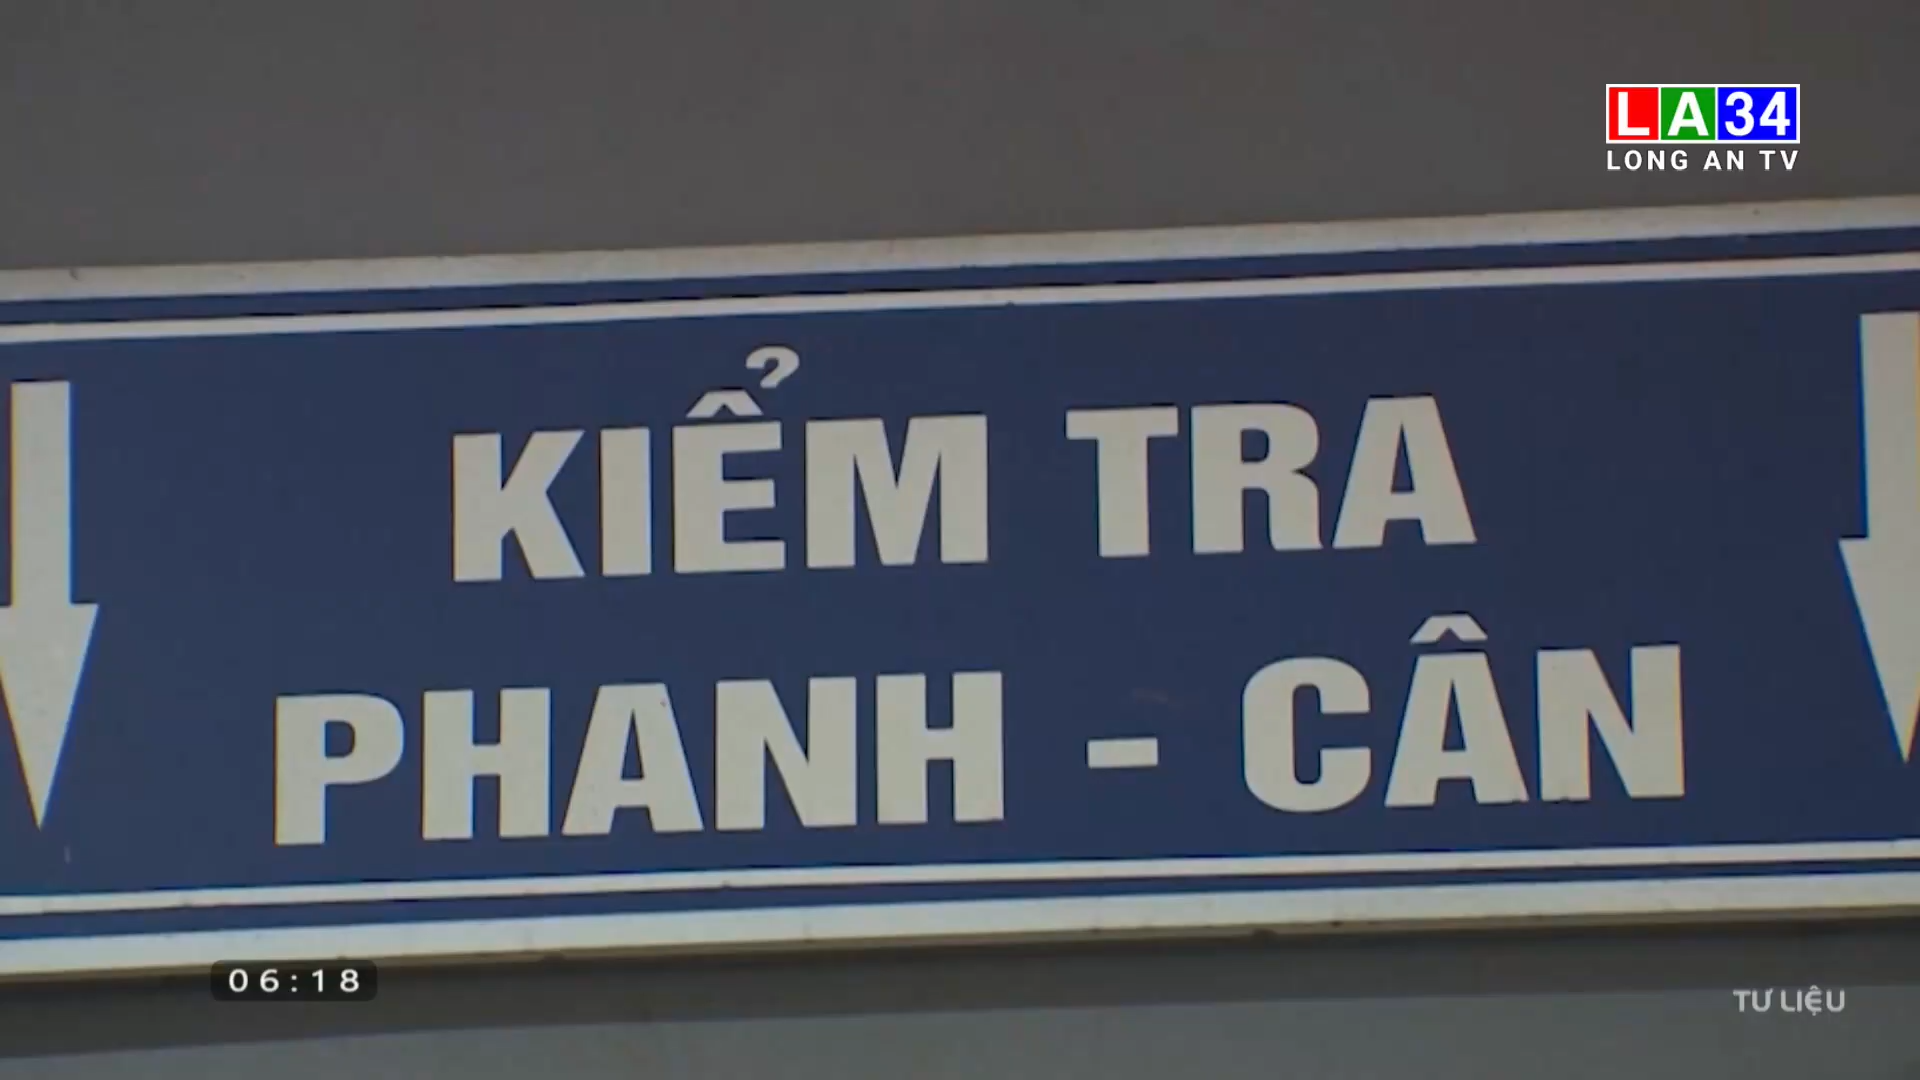 LA34
LONG AN TV
KIỂM TRA
PHANH - CÂN
06:18
TƯ LIỆU